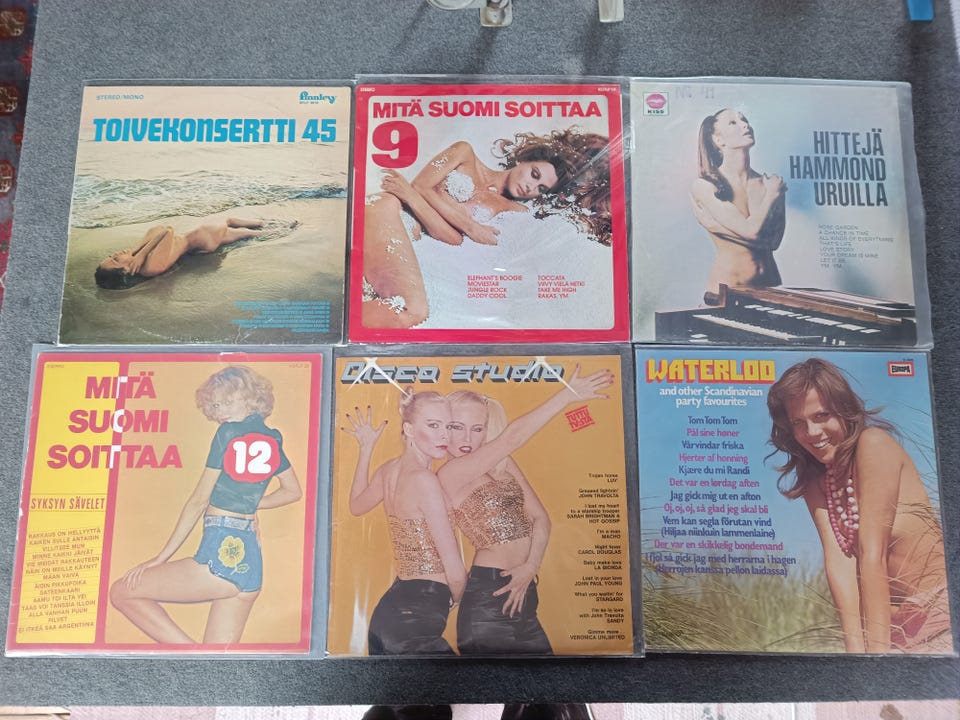 STEREO/MONO
Finnlevy
TOIVEKONSERTTI 45
STEREO
MITÄ SUOMI SOITTAA
9
ELEPHANT'S BOOGIE
MOVIESTAR
JUNGLE ROCK
DADDY COOL
TOCCATA
VIIVY VIELÄ HETKI
TAKE ME HIGH
RAKAS, YM
KISS
HITTEJÄ
HAMMOND
URUILLA
ROSE GARDEN
A CHANCE IN TIME
ALL KINDS OF EVERYTHING
THAT'S LIFE
LOVE STORY
YOUR DREAM IS MINE
LET IT BE
YM YM
STEREO
MITÄ
SUOMI
SOITTAA
12
SYKSYN SÄVELET
RAKKAUS ON HELLYYTTÄ
KAIKEN SULLE ANTAISIN
VILLITSEE MUN
MINNE KAIKKI JÄIVÄT
VIE MEIDÄT RAKKAUTEEN
NÄIN ON MEILLE KÄYNYT
MAAN VAIVA
ÄIDIN PIKKUPOIKA
SATEENKAARI
AAMU TOI ILTA VEI
TAAS VOI TANSSIA ILLOIN
ALLA VANHAN PUUN
PILVET
EI ITKEÄ SAA ARGENTIINA
Disco studio
TUTTU
TV:STÄ
Trojan horse
LUV'
Greased lightnin'
JOHN TRAVOLTA
I lost my heart
to a starship trooper
SARAH BRIGHTMAN &
HOT GOSSIP
I'm a man
MACHO
Night fever
CAROL DOUGLAS
Baby make love
LA BIONDA
Lost in your love
JOHN PAUL YOUNG
What you waitin' for
STARGARD
I'm so in love
with John Travolta
SANDY
Gimme more
VERONICA UNLIMITED
WATERLOO
EUROPA
and other Scandinavian
party favourites
Tom Tom Tom
Pål sine høner
Vårvindar friska
Hjerter af honning
Kjære du mi Randi
Det var en lørdag aften
Jag gick mig ut en afton
Oj, oj, oj, så glad jeg skal bli
Vem kan segla förutan vind
(Hiljaa niinkuin lammenlaine)
Der var en skikkelig bondemand
I fjol så gick jag med herrarna i hagen
(Herrojen kanssa pellon laidassa)